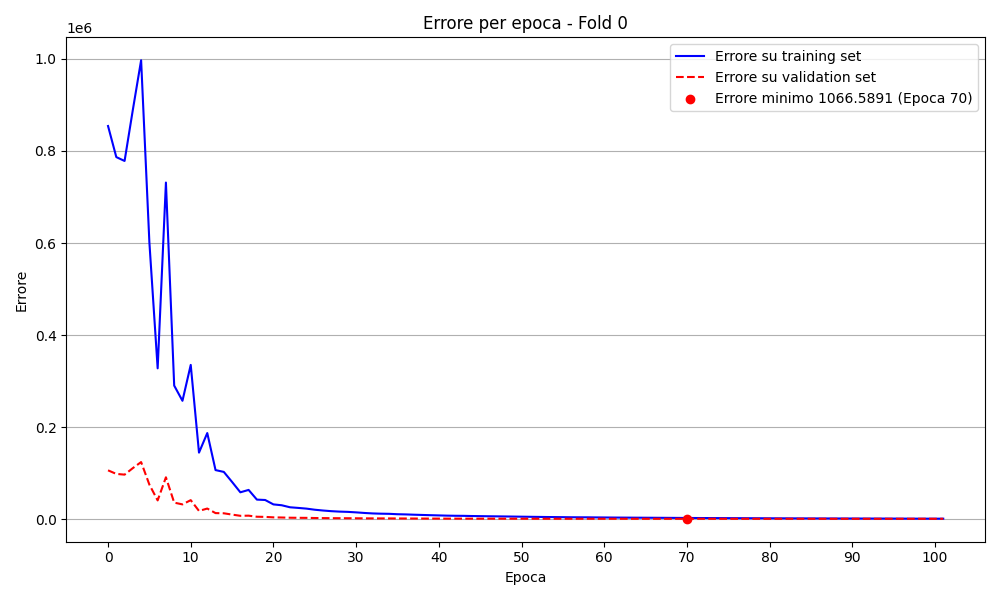 Errore per epoca - Fold 0
1e6
1.0
0.8
0.6
0.4
0.2
0.0
Errore
Errore su training set
Errore su validation set
Errore minimo 1066.5891 (Epoca 70)
0 10 20 30 40 50 60 70 80 90 100
Epoca